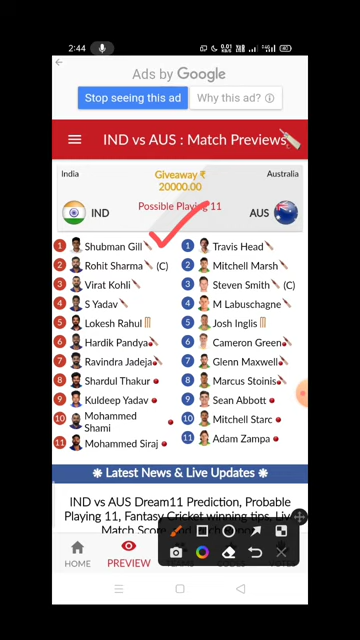 2:44
0.01
KB/s
Ads by Google
Stop seeing this ad
Why this ad?
IND vs AUS : Match Previews
India
Giveaway ₹
20000.00
Australia
IND
Possible Playing 11
AUS
1 Shubman Gill
2 Rohit Sharma (C)
3 Virat Kohli
4 S Yadav
5 Lokesh Rahul
6 Hardik Pandya
7 Ravindra Jadeja
8 Shardul Thakur
9 Kuldeep Yadav
10 Mohammed
Shami
11 Mohammed Siraj
1 Travis Head
2 Mitchell Marsh
3 Steven Smith (C)
4 M Labuschagne
5 Josh Inglis
6 Cameron Green
7 Glenn Maxwell
8 Marcus Stoinis
9 Sean Abbott
10 Mitchell Starc
11 Adam Zampa
❋ Latest News & Live Updates ❋
IND vs AUS Dream11 Prediction, Probable
Playing 11, Fantasy Cricket winning tips, Live
Match Score
HOME
PREVIEW